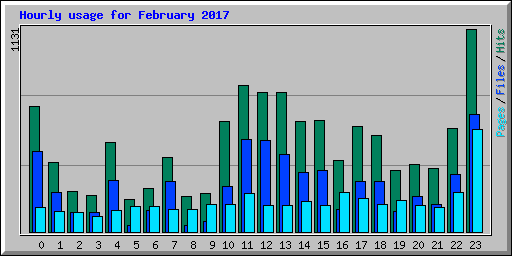 Hourly usage for February 2017
1131
Pages / Files / Hits
0 1 2 3 4 5 6 7 8 9 10 11 12 13 14 15 16 17 18 19 20 21 22 23